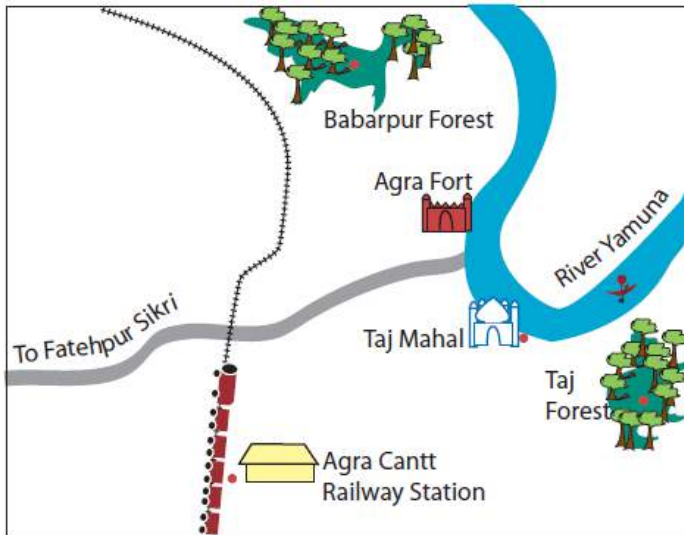 Babarpur Forest
Agra Fort
River Yamuna
To Fatehpur Sikri
Taj Mahal
Taj
Forest
Agra Cantt
Railway Station